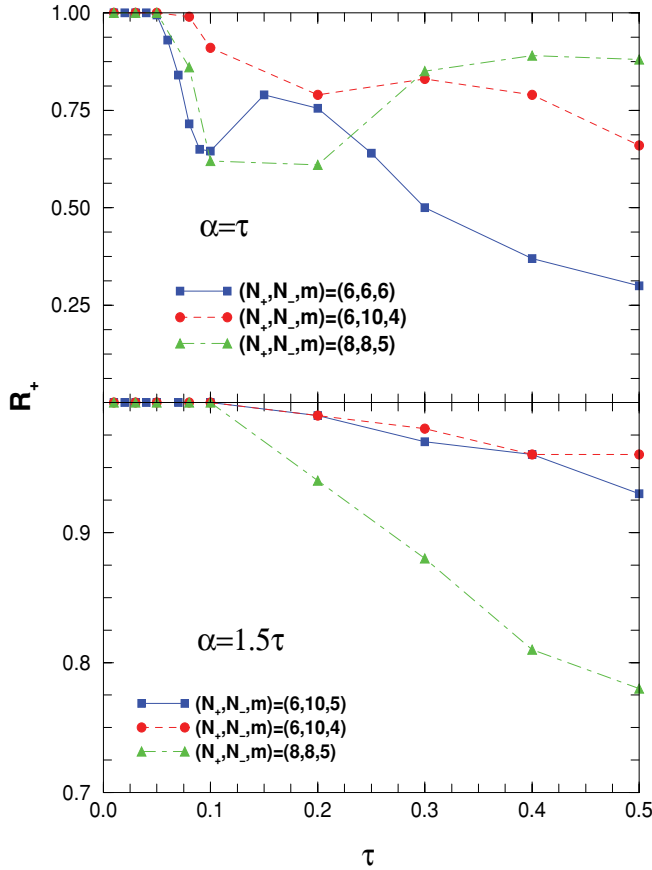 1.00
0.75
0.50
0.25
α=τ
(N₊,N₋,m)=(6,6,6)
(N₊,N₋,m)=(6,10,4)
(N₊,N₋,m)=(8,8,5)
R₊
0.9
0.8
0.7
α=1.5τ
(N₊,N₋,m)=(6,10,5)
(N₊,N₋,m)=(6,10,4)
(N₊,N₋,m)=(8,8,5)
0.0 0.1 0.2 0.3 0.4 0.5
τ